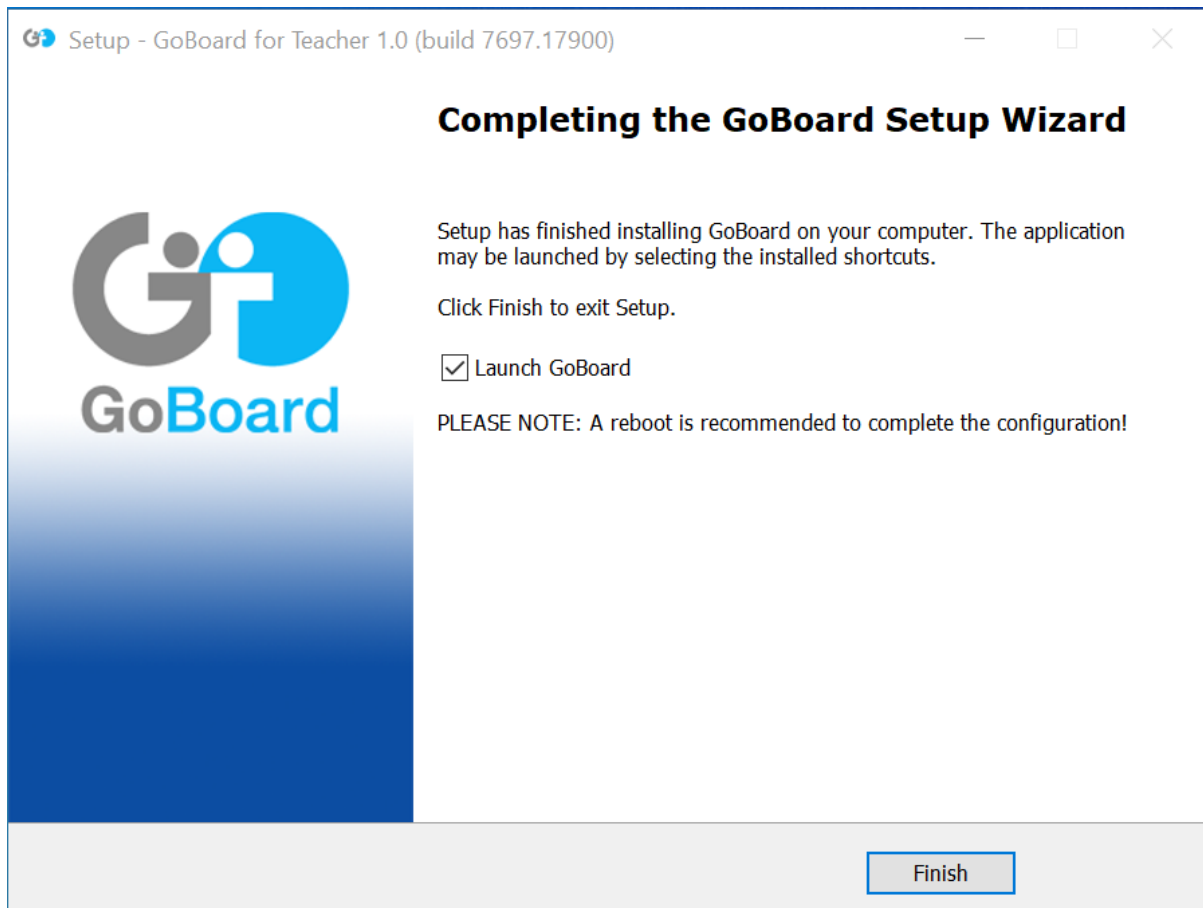 Setup - GoBoard for Teacher 1.0 (build 7697.17900)
Completing the GoBoard Setup Wizard
GoBoard
Setup has finished installing GoBoard on your computer. The application
may be launched by selecting the installed shortcuts.
Click Finish to exit Setup.
Launch GoBoard
PLEASE NOTE: A reboot is recommended to complete the configuration!
Finish